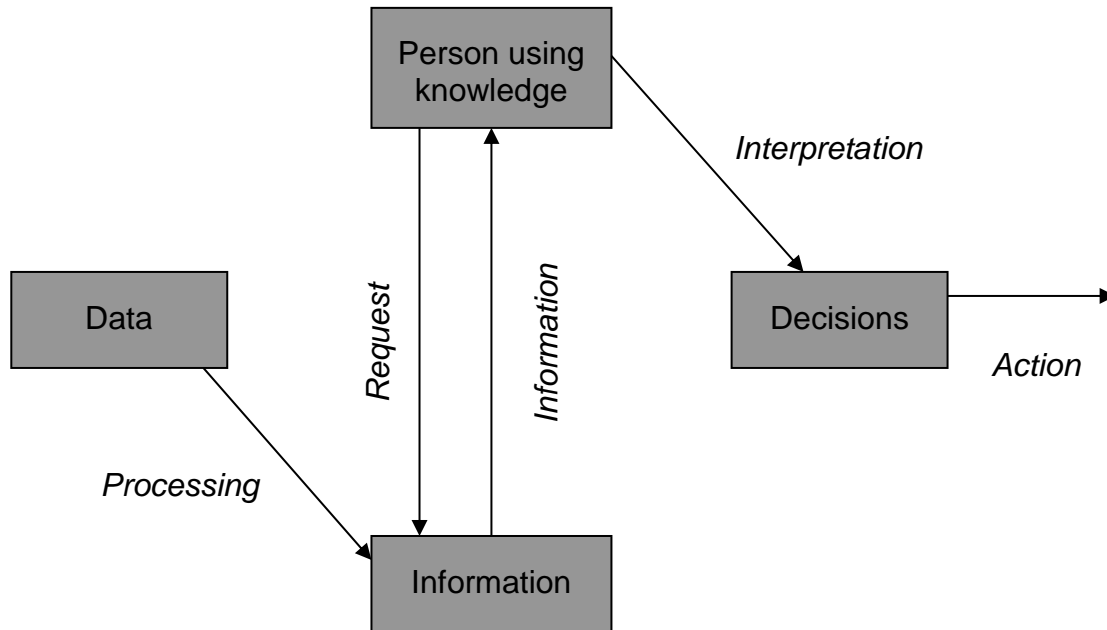 Person using
knowledge
Interpretation
Data
Request
Information
Decisions
Action
Processing
Information